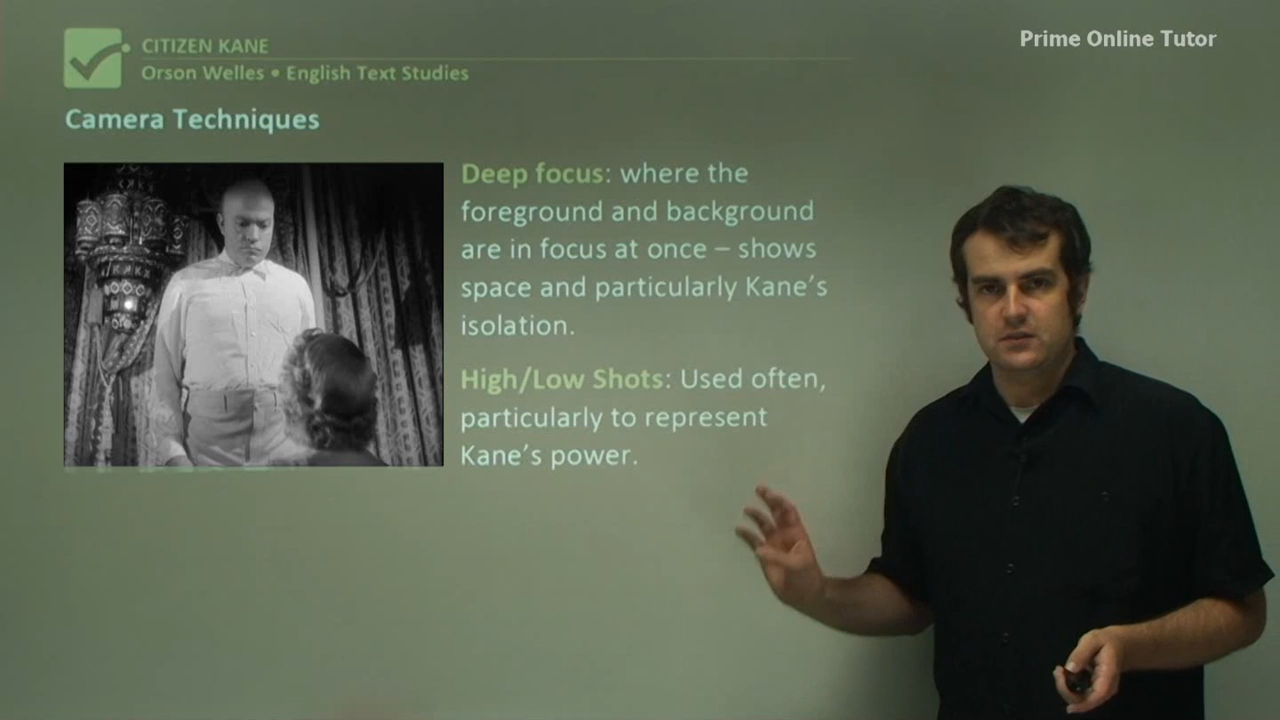 CITIZEN KANE
Orson Welles • English Text Studies
Prime Online Tutor
Camera Techniques
Deep focus: where the
foreground and background
are in focus at once – shows
space and particularly Kane's
isolation.
High/Low Shots: Used often,
particularly to represent
Kane's power.